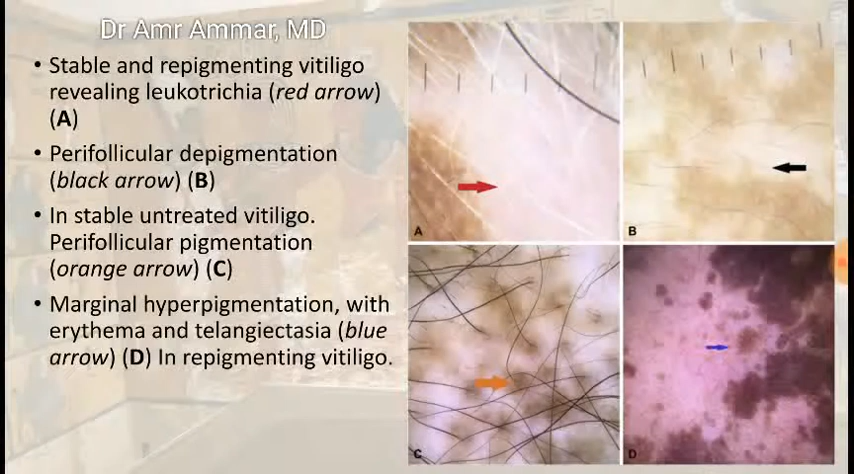 Dr Amr Ammar, MD
• Stable and repigmenting vitiligo
revealing leukotrichia (red arrow)
(A)
• Perifollicular depigmentation
(black arrow) (B)
• In stable untreated vitiligo.
Perifollicular pigmentation
(orange arrow) (C)
• Marginal hyperpigmentation, with
erythema and telangiectasia (blue
arrow) (D) In repigmenting vitiligo.
A
B
C
D